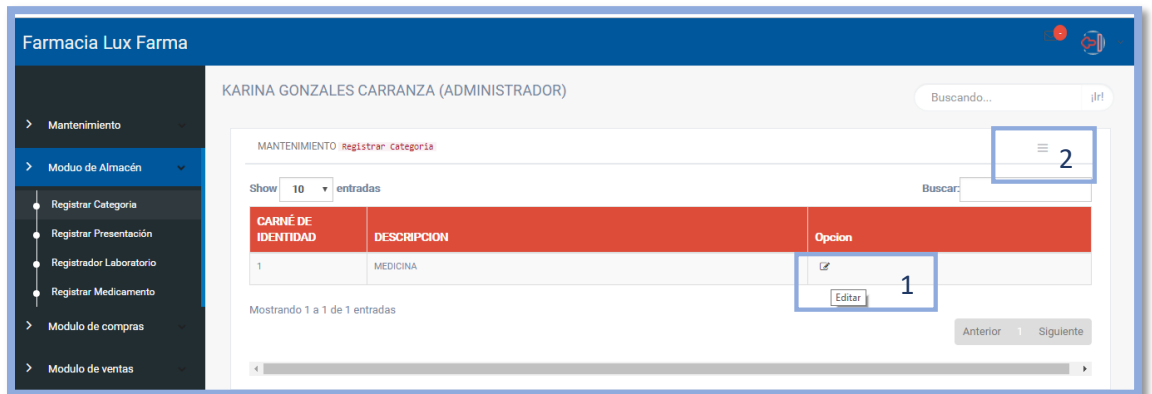 Farmacia Lux Farma
KARINA GONZALES CARRANZA (ADMINISTRADOR)
Buscando...
¡Ir!
Mantenimiento
Moduo de Almacén
Registrar Categoria
Registrar Presentación
Registrador Laboratorio
Registrar Medicamento
Modulo de compras
Modulo de ventas
MANTENIMIENTO Registrar Categoria
2
Show 10 entradas
Buscar:
CARNÉ DE IDENTIDAD
DESCRIPCION
Opcion
1
MEDICINA
Editar
1
Mostrando 1 a 1 de 1 entradas
Anterior 1 Siguiente